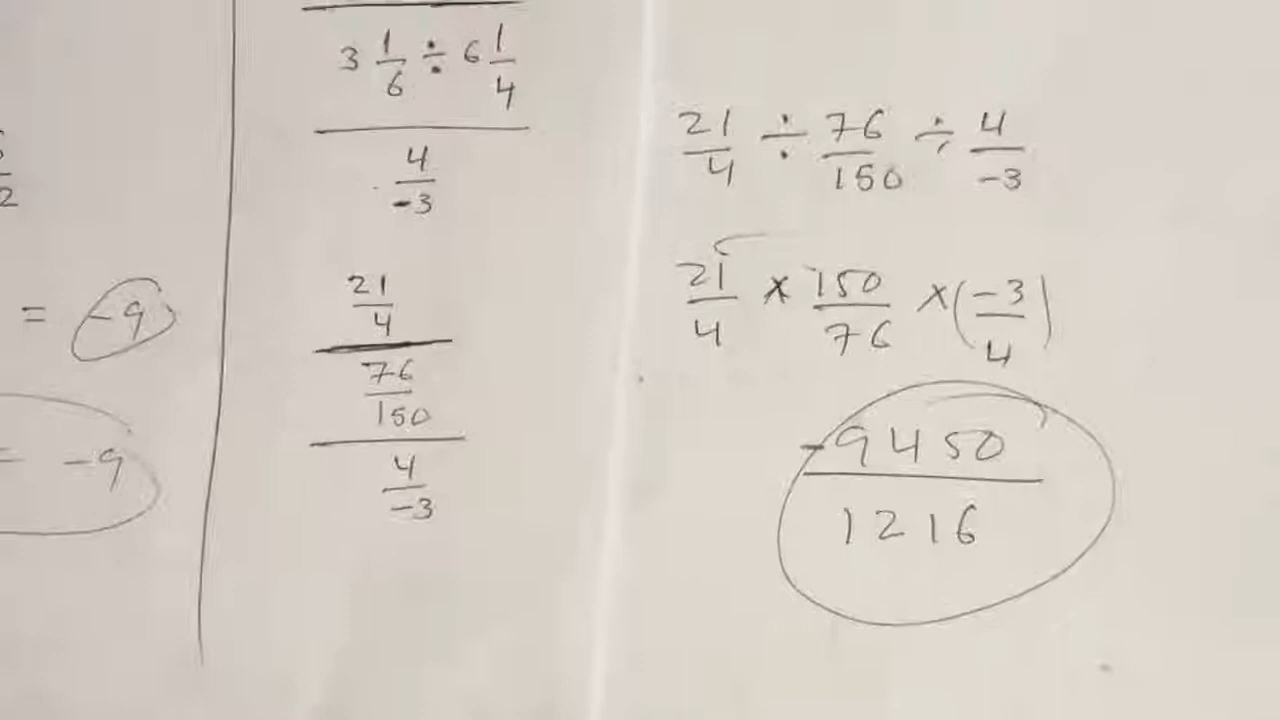 = -9
= -9
3 1/6 ÷ 6 1/4
4/-3
21/4
76/150
4/-3
21/4 ÷ 76/150 ÷ 4/-3
21/4 × 150/76 × (-3/4)
-9450/1216